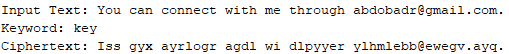 Input Text: You can connect with me through abdobadr@gmail.com.
Keyword: key
Ciphertext: Iss gyx ayrlogr agdl wi dlpyyer ylhmlebb@ewegv.ayq.